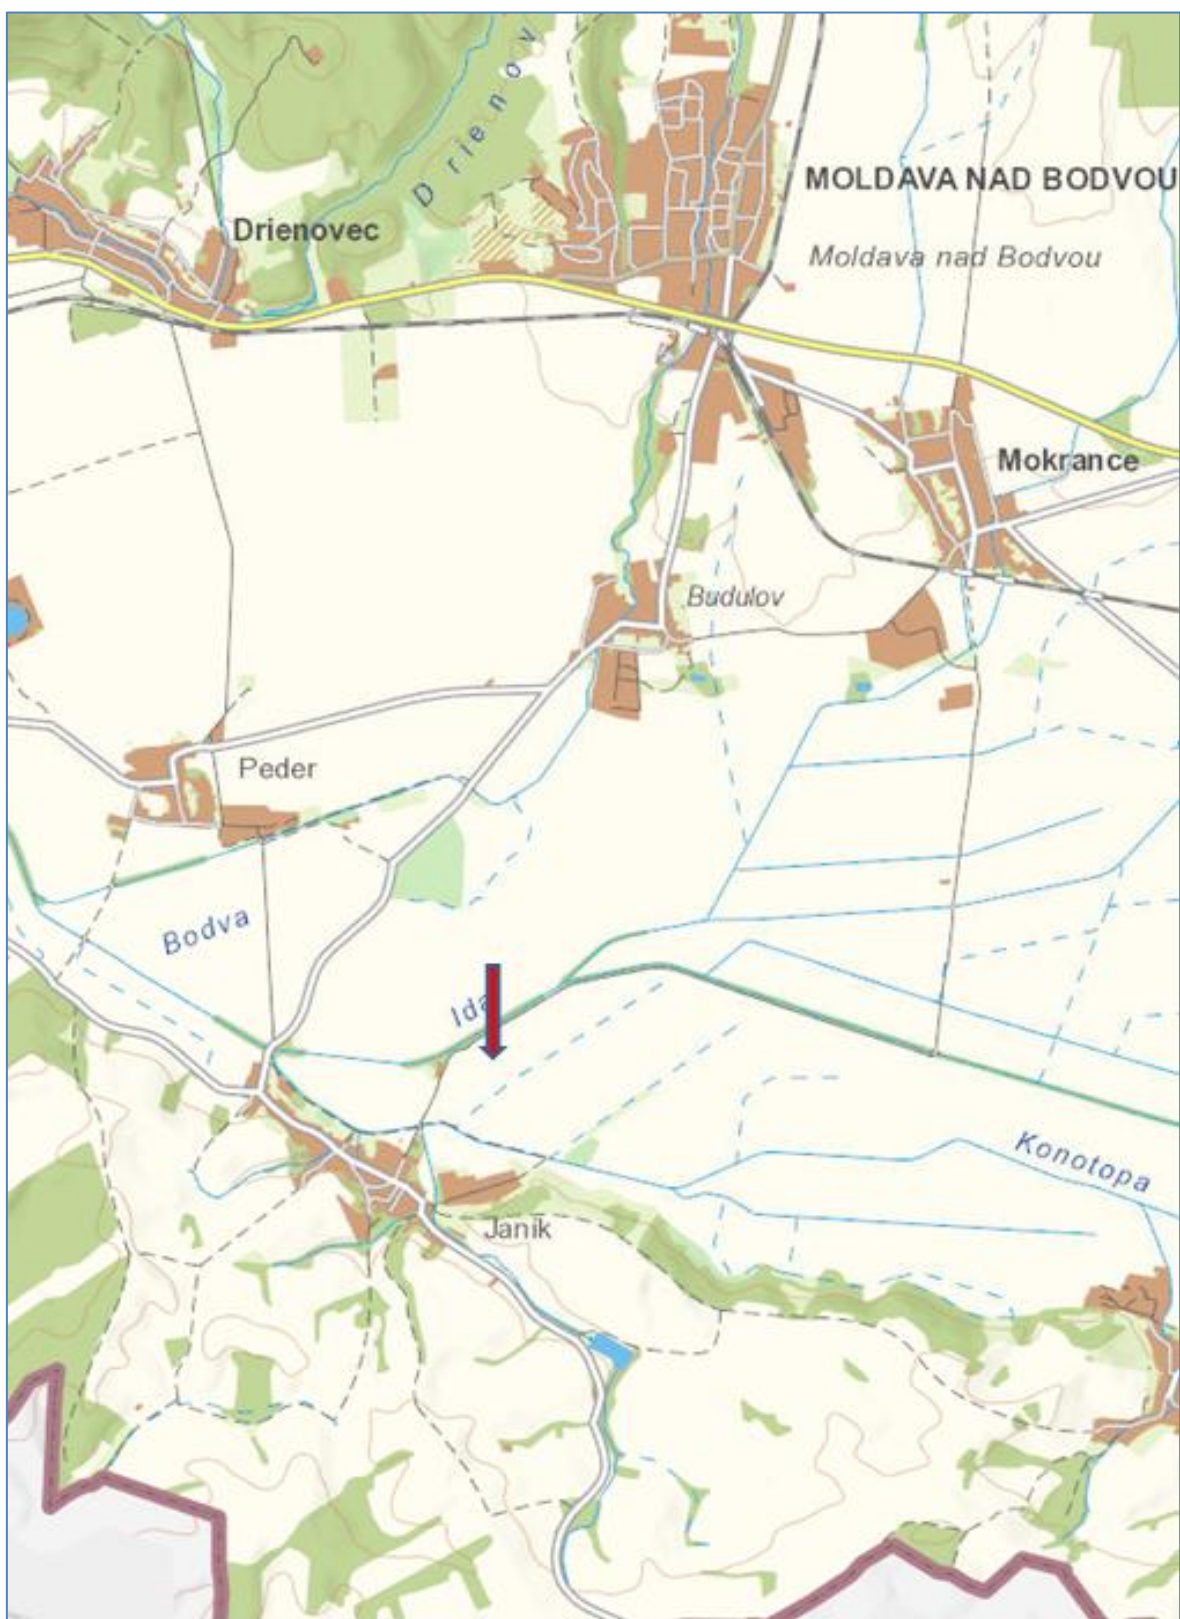 Drienov
MOLDAVA NAD BODVOU
Drienovec
Moldava nad Bodvou
Mokrance
Budulov
Peder
Bodva
Ida
Konotopa
Janík